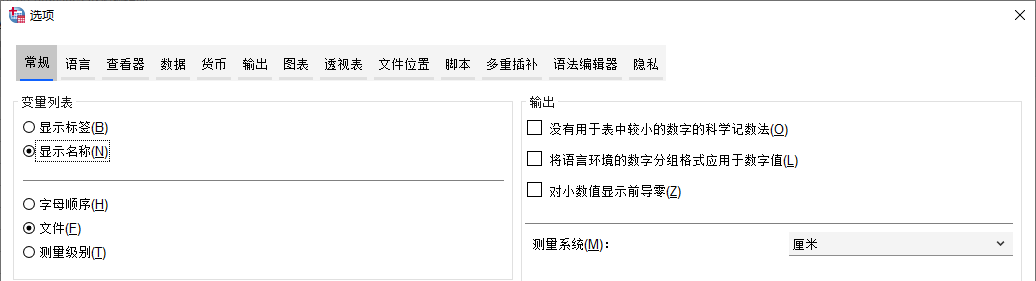 选项
常规 语言 查看器 数据 货币 输出 图表 透视表 文件位置 脚本 多重插补 语法编辑器 隐私
变量列表
显示标签(B)
显示名称(N)
字母顺序(H)
文件(F)
测量级别(T)
输出
没有用于表中较小的数字的科学记数法(O)
将语言环境的数字分组格式应用于数字值(L)
对小数值显示前导零(Z)
测量系统(M)： 厘米